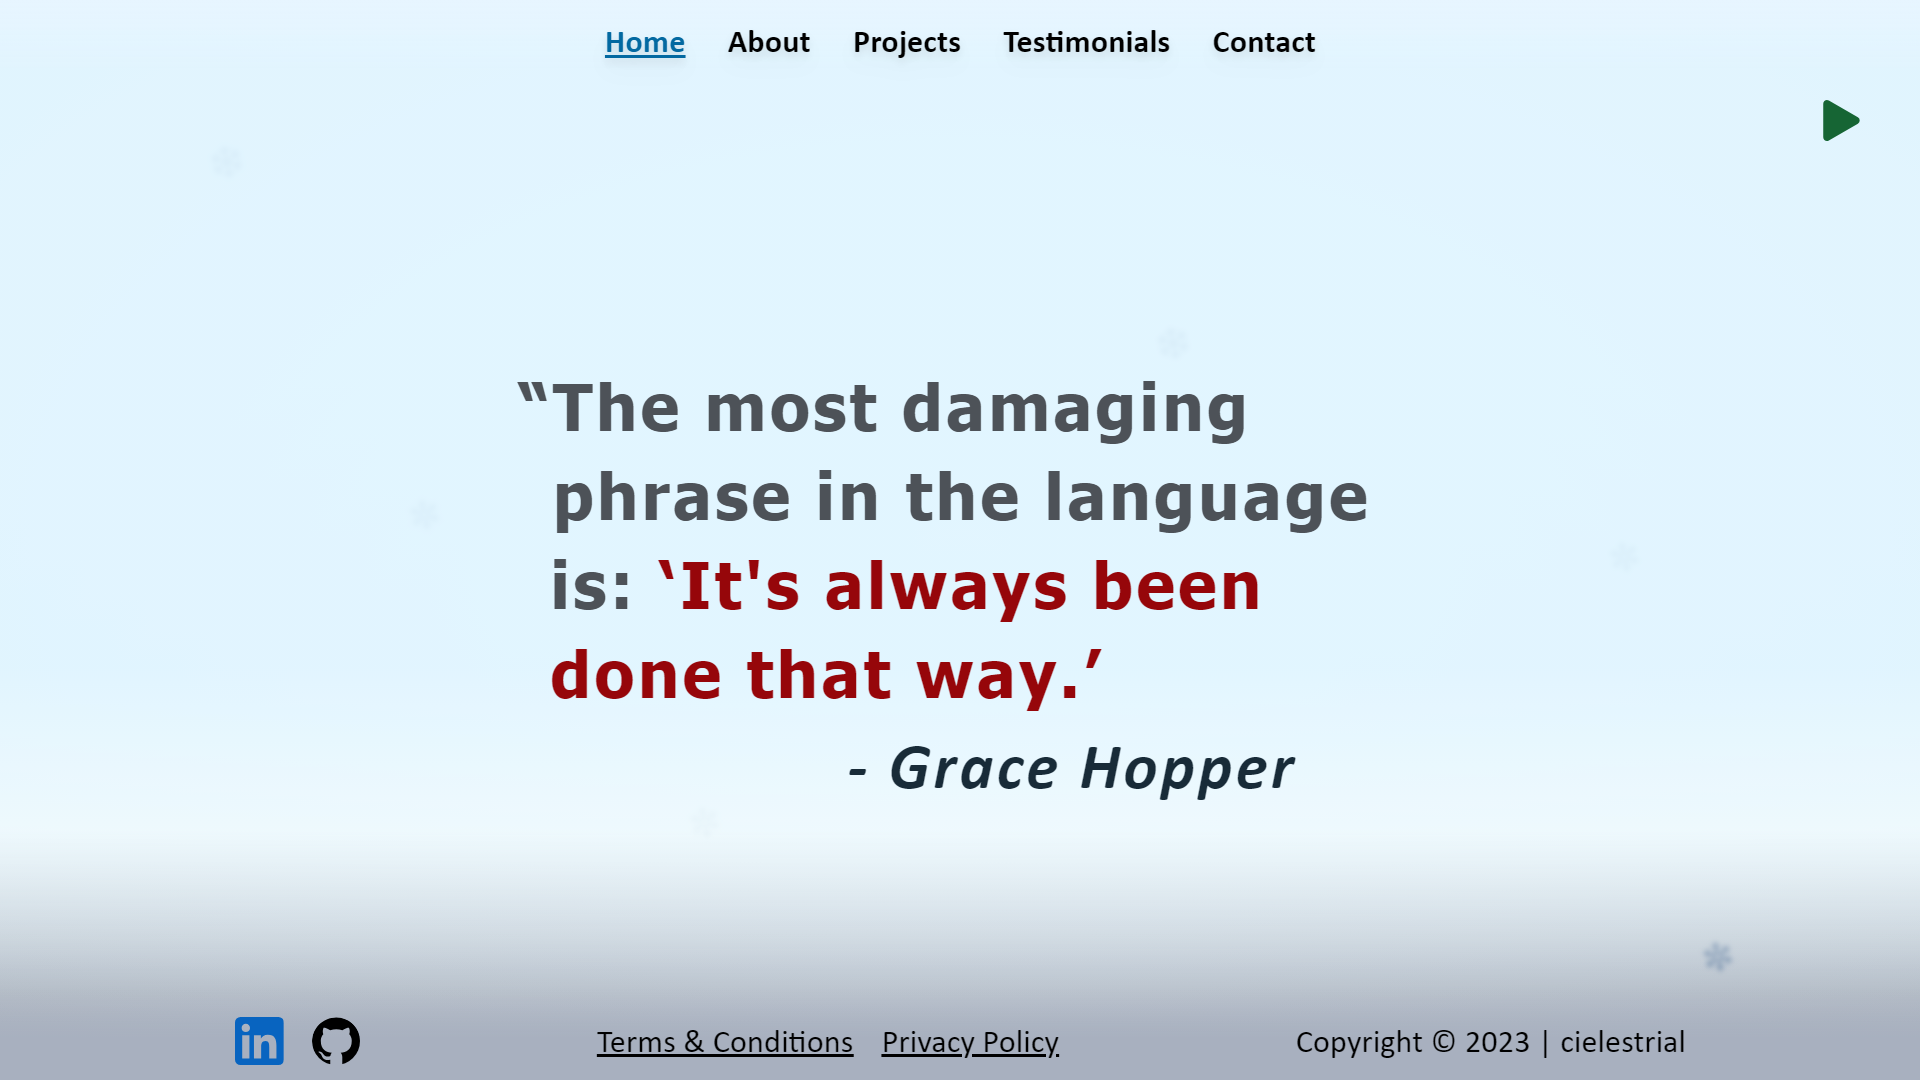 Home About Projects Testimonials Contact
“The most damaging
phrase in the language
is: ‘It's always been
done that way.’
- Grace Hopper
in
Terms & Conditions Privacy Policy Copyright © 2023 | cielestrial